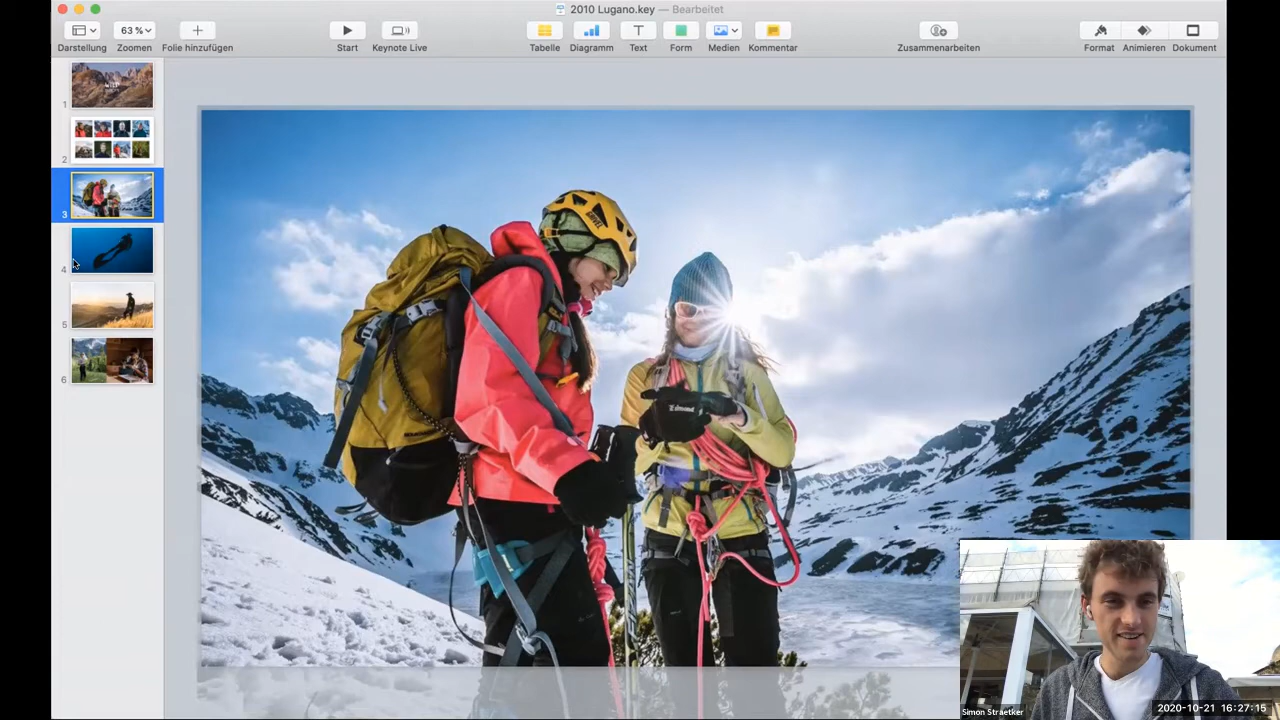 2010 Lugano.key — Bearbeitet
63 %
Darstellung
Zoomen
Folie hinzufügen
Start
Keynote Live
Tabelle
Diagramm
Text
Form
Medien
Kommentar
Zusammenarbeiten
Format
Animieren
Dokument
1
2
3
4
5
6
WILD
Simon Straetker
2020-10-21 16:27:15